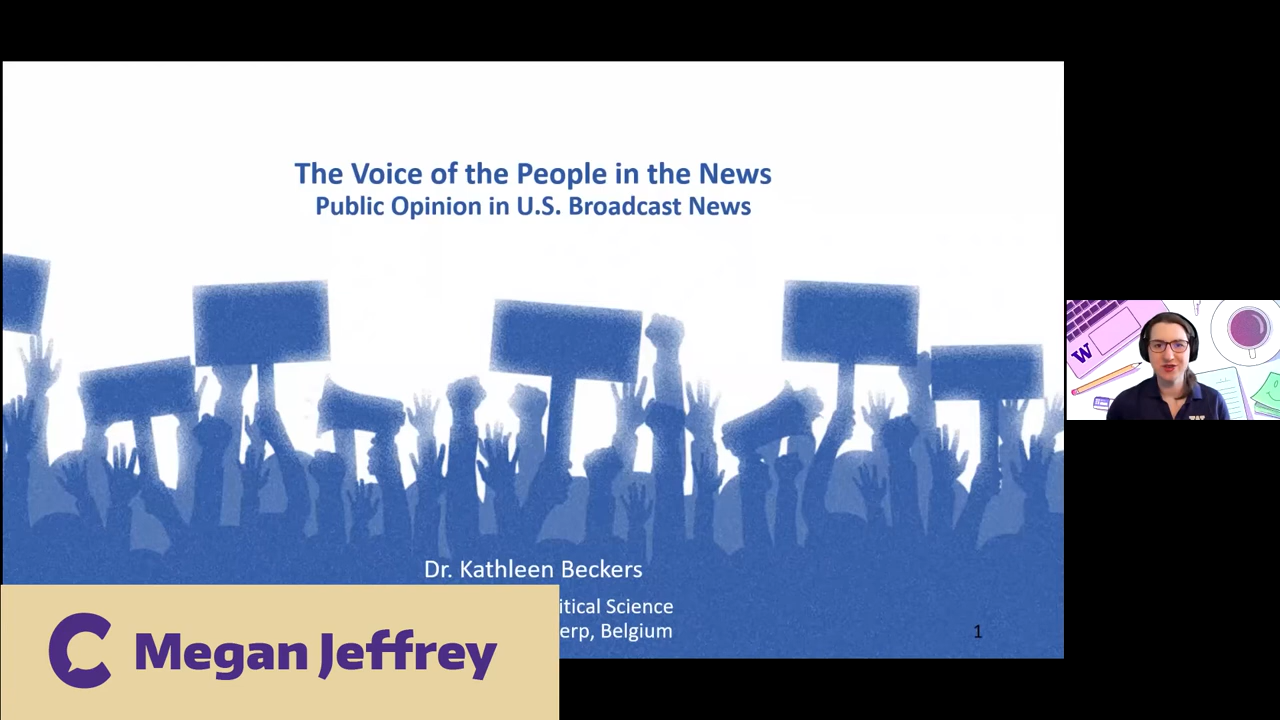 The Voice of the People in the News
Public Opinion in U.S. Broadcast News
Dr. Kathleen Beckers
itical Science
erp, Belgium
1
Megan Jeffrey
W